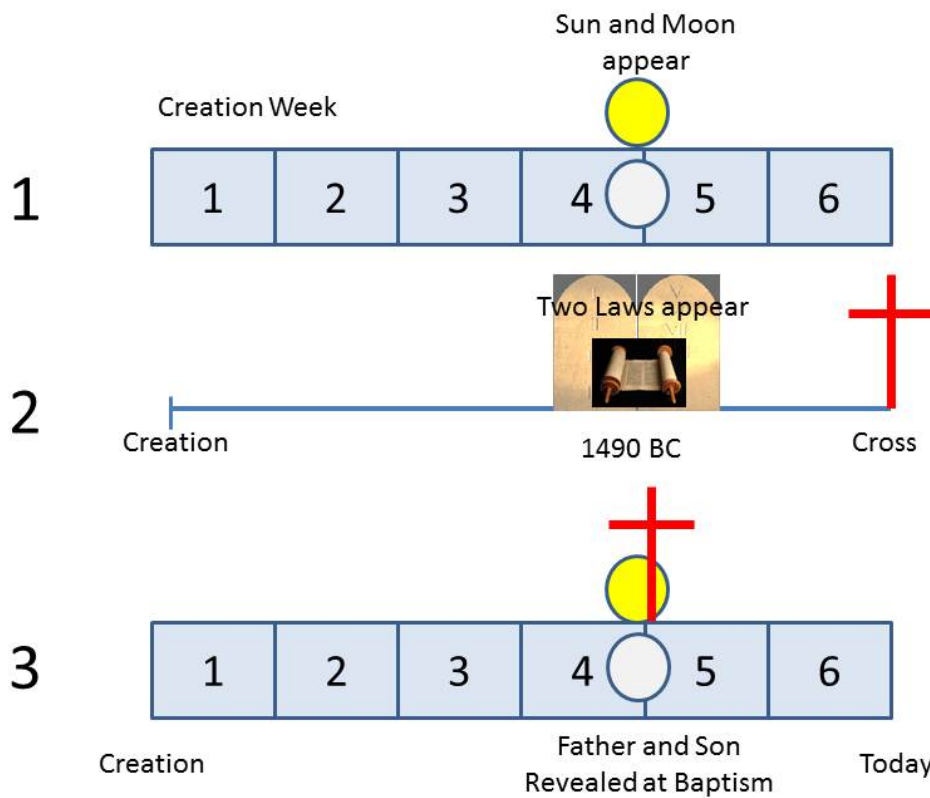 Sun and Moon
appear
Creation Week
1
1 2 3 4 5 6
Two Laws appear
2
Creation
1490 BC
Cross
3
1 2 3 4 5 6
Creation
Father and Son
Revealed at Baptism
Today